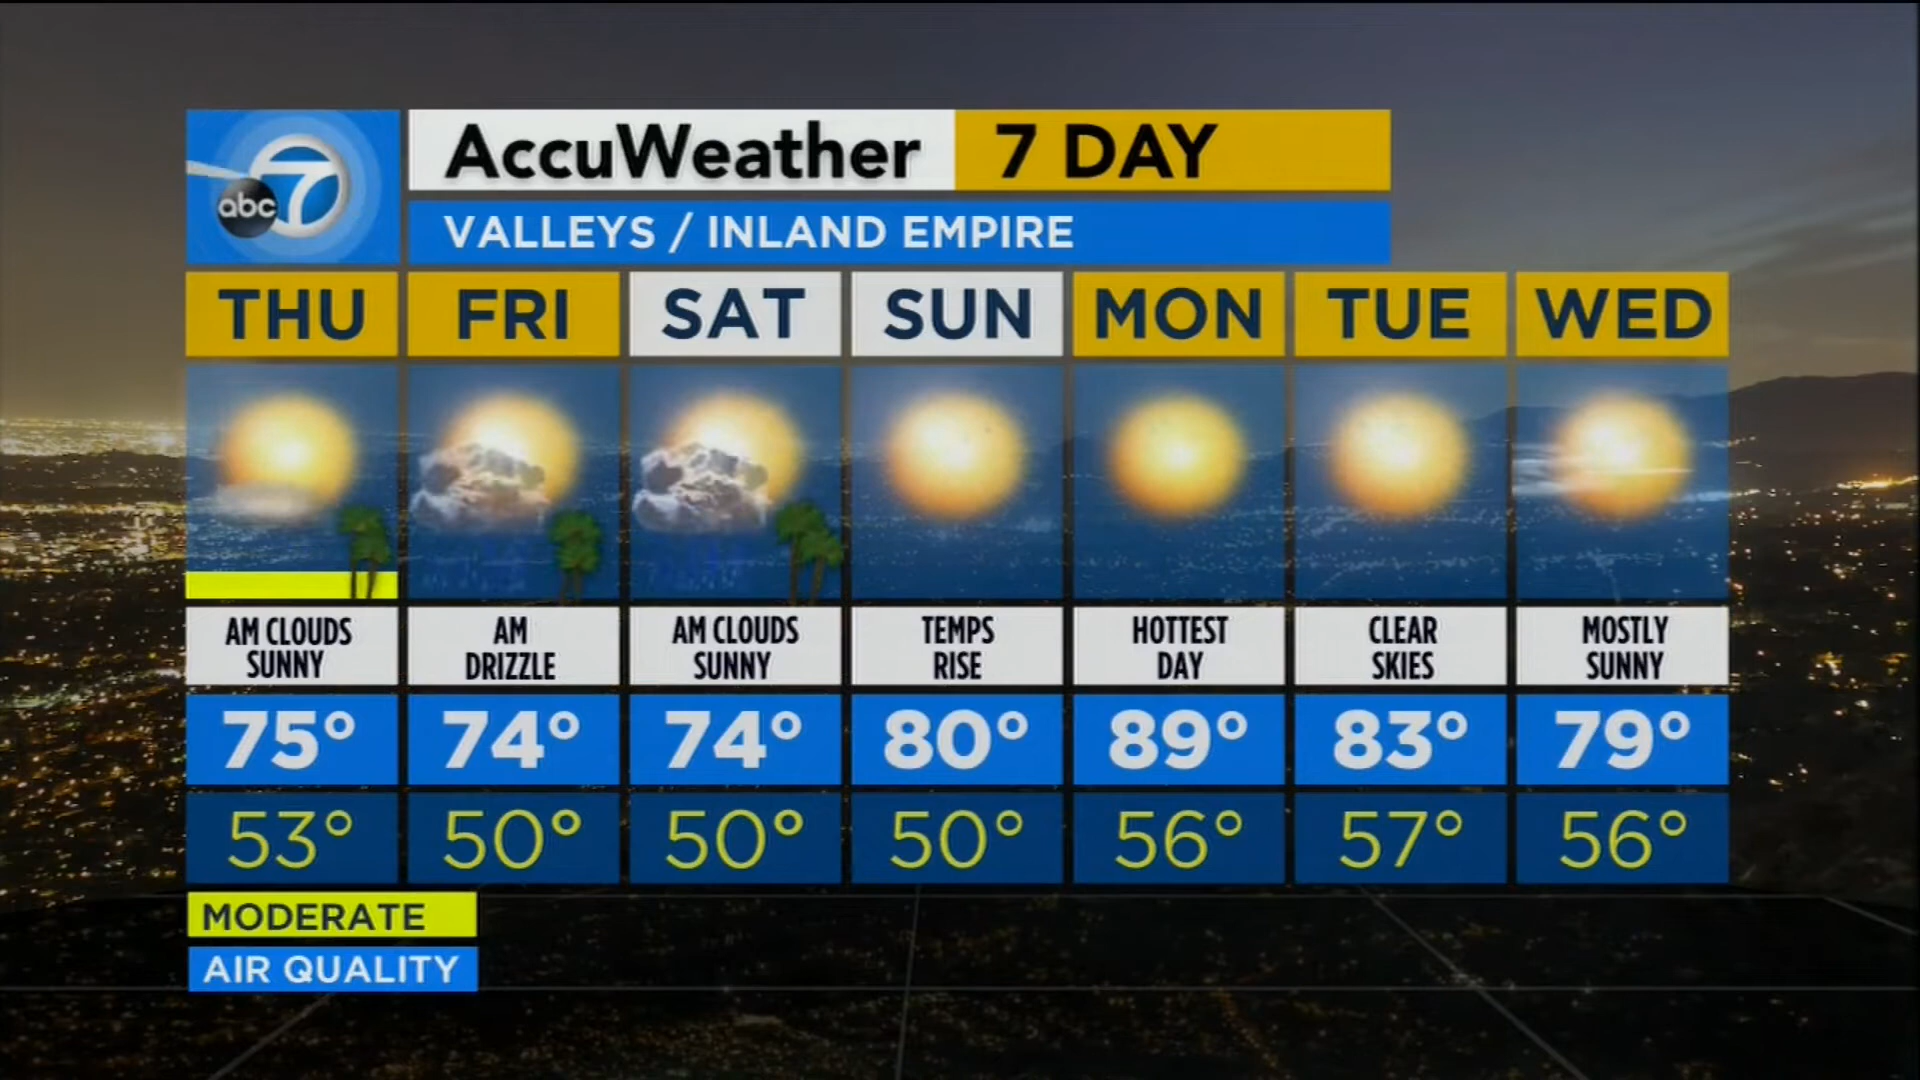 7
abc
AccuWeather 7 DAY
VALLEYS / INLAND EMPIRE
THU FRI SAT SUN MON TUE WED
AM CLOUDS AM AM CLOUDS TEMPS HOTTEST CLEAR MOSTLY
SUNNY DRIZZLE SUNNY RISE DAY SKIES SUNNY
75° 74° 74° 80° 89° 83° 79°
53° 50° 50° 50° 56° 57° 56°
MODERATE
AIR QUALITY